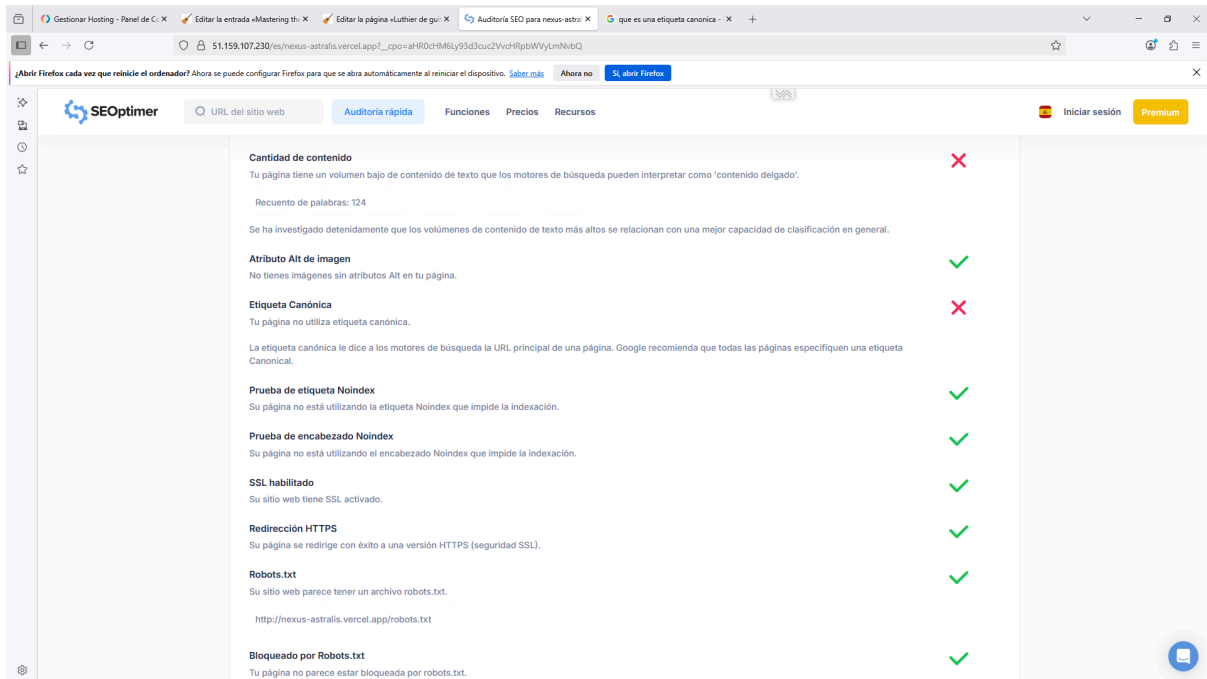 Gestionar Hosting - Panel de Co
Editar la entrada «Mastering the
Editar la página «Luthier de gui
Auditoría SEO para nexus-astral
que es una etiqueta canonica -
51.159.107.230/es/nexus-astralis.vercel.app?__cpo=aHR0cHM6Ly93d3cuc2VvcHRpbWVyLmNvbQ
¿Abrir Firefox cada vez que reinicie el ordenador? Ahora se puede configurar Firefox para que se abra automáticamente al reiniciar el dispositivo. Saber más Ahora no Sí, abrir Firefox
SEOptimer URL del sitio web Auditoría rápida Funciones Precios Recursos Iniciar sesión Premium
Cantidad de contenido
Tu página tiene un volumen bajo de contenido de texto que los motores de búsqueda pueden interpretar como 'contenido delgado'.
Recuento de palabras: 124
Se ha investigado detenidamente que los volúmenes de contenido de texto más altos se relacionan con una mejor capacidad de clasificación en general.
Atributo Alt de imagen
No tienes imágenes sin atributos Alt en tu página.
Etiqueta Canónica
Tu página no utiliza etiqueta canónica.
La etiqueta canónica le dice a los motores de búsqueda la URL principal de una página. Google recomienda que todas las páginas especifiquen una etiqueta
Canonical.
Prueba de etiqueta Noindex
Su página no está utilizando la etiqueta Noindex que impide la indexación.
Prueba de encabezado Noindex
Su página no está utilizando el encabezado Noindex que impide la indexación.
SSL habilitado
Su sitio web tiene SSL activado.
Redirección HTTPS
Su página se redirige con éxito a una versión HTTPS (seguridad SSL).
Robots.txt
Su sitio web parece tener un archivo robots.txt.
http://nexus-astralis.vercel.app/robots.txt
Bloqueado por Robots.txt
Tu página no parece estar bloqueada por robots.txt.